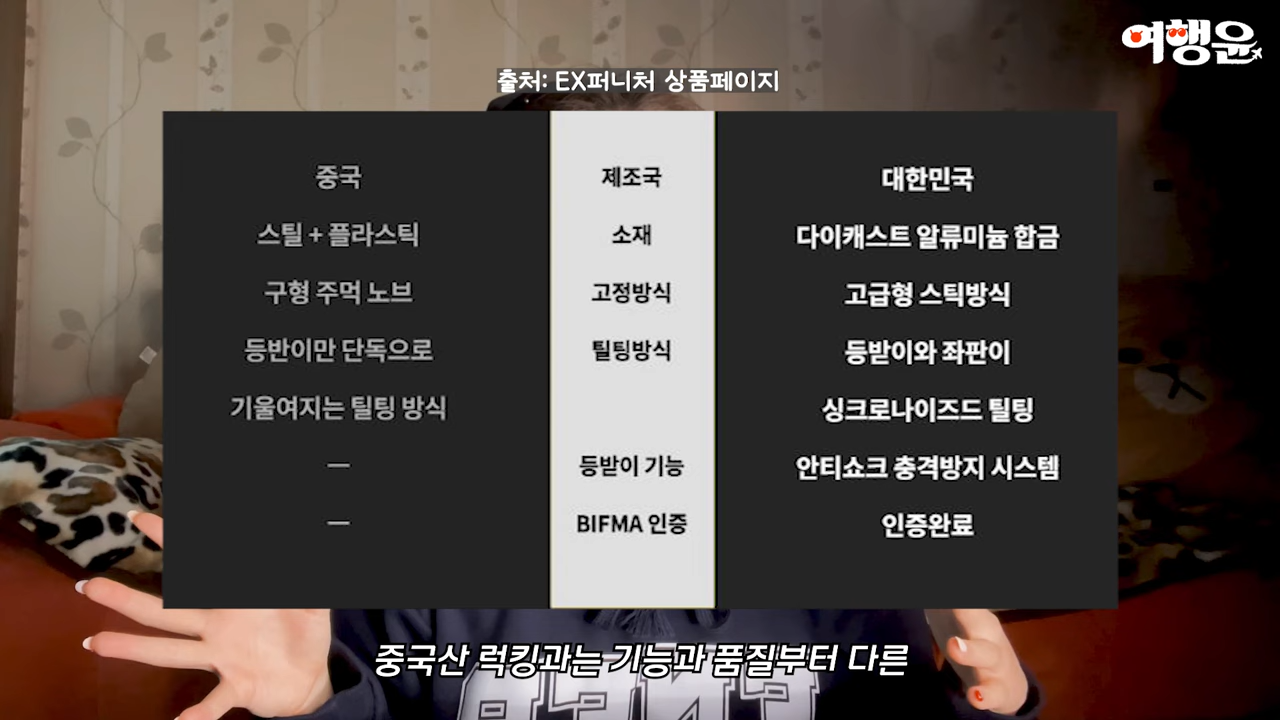 여행윤
출처: EX퍼니처 상품페이지
중국 제조국 대한민국
스틸 + 플라스틱 소재 다이캐스트 알류미늄 합금
구형 주먹 노브 고정방식 고급형 스틱방식
등반이만 단독으로 틸팅방식 등받이와 좌판이
기울여지는 틸팅 방식 싱크로나이즈드 틸팅
— 등받이 기능 안티쇼크 충격방지 시스템
— BIFMA 인증 인증완료
중국산 럭킹과는 기능과 품질부터 다른